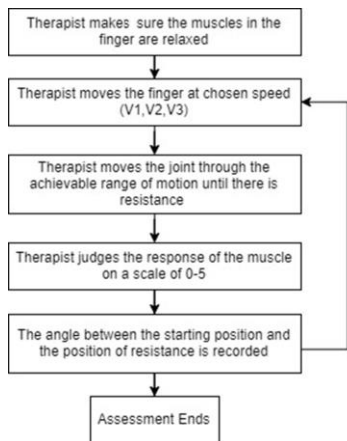 Therapist makes sure the muscles in the
finger are relaxed
Therapist moves the finger at chosen speed
(V1,V2,V3)
Therapist moves the joint through the
achievable range of motion until there is
resistance
Therapist judges the response of the muscle
on a scale of 0-5
The angle between the starting position and
the position of resistance is recorded
Assessment Ends